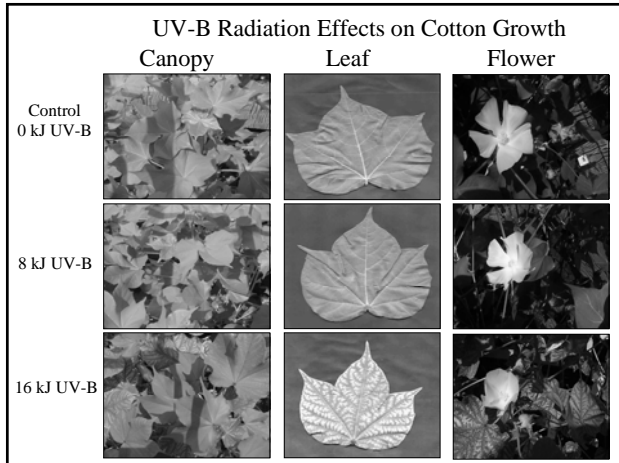 UV-B Radiation Effects on Cotton Growth
Canopy Leaf Flower
Control
0 kJ UV-B
8 kJ UV-B
16 kJ UV-B